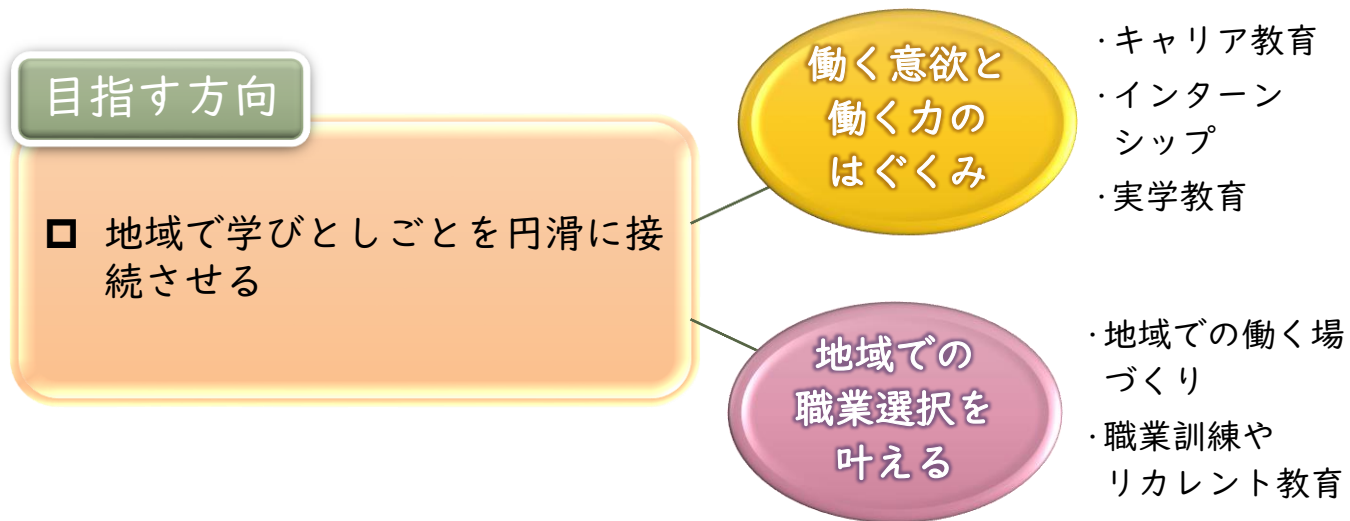 目指す方向
地域で学びとしごとを円滑に接
続させる
働く意欲と
働く力の
はぐくみ
・キャリア教育
・インターン
シップ
・実学教育
地域での
職業選択を
叶える
・地域での働く場
づくり
・職業訓練や
リカレント教育